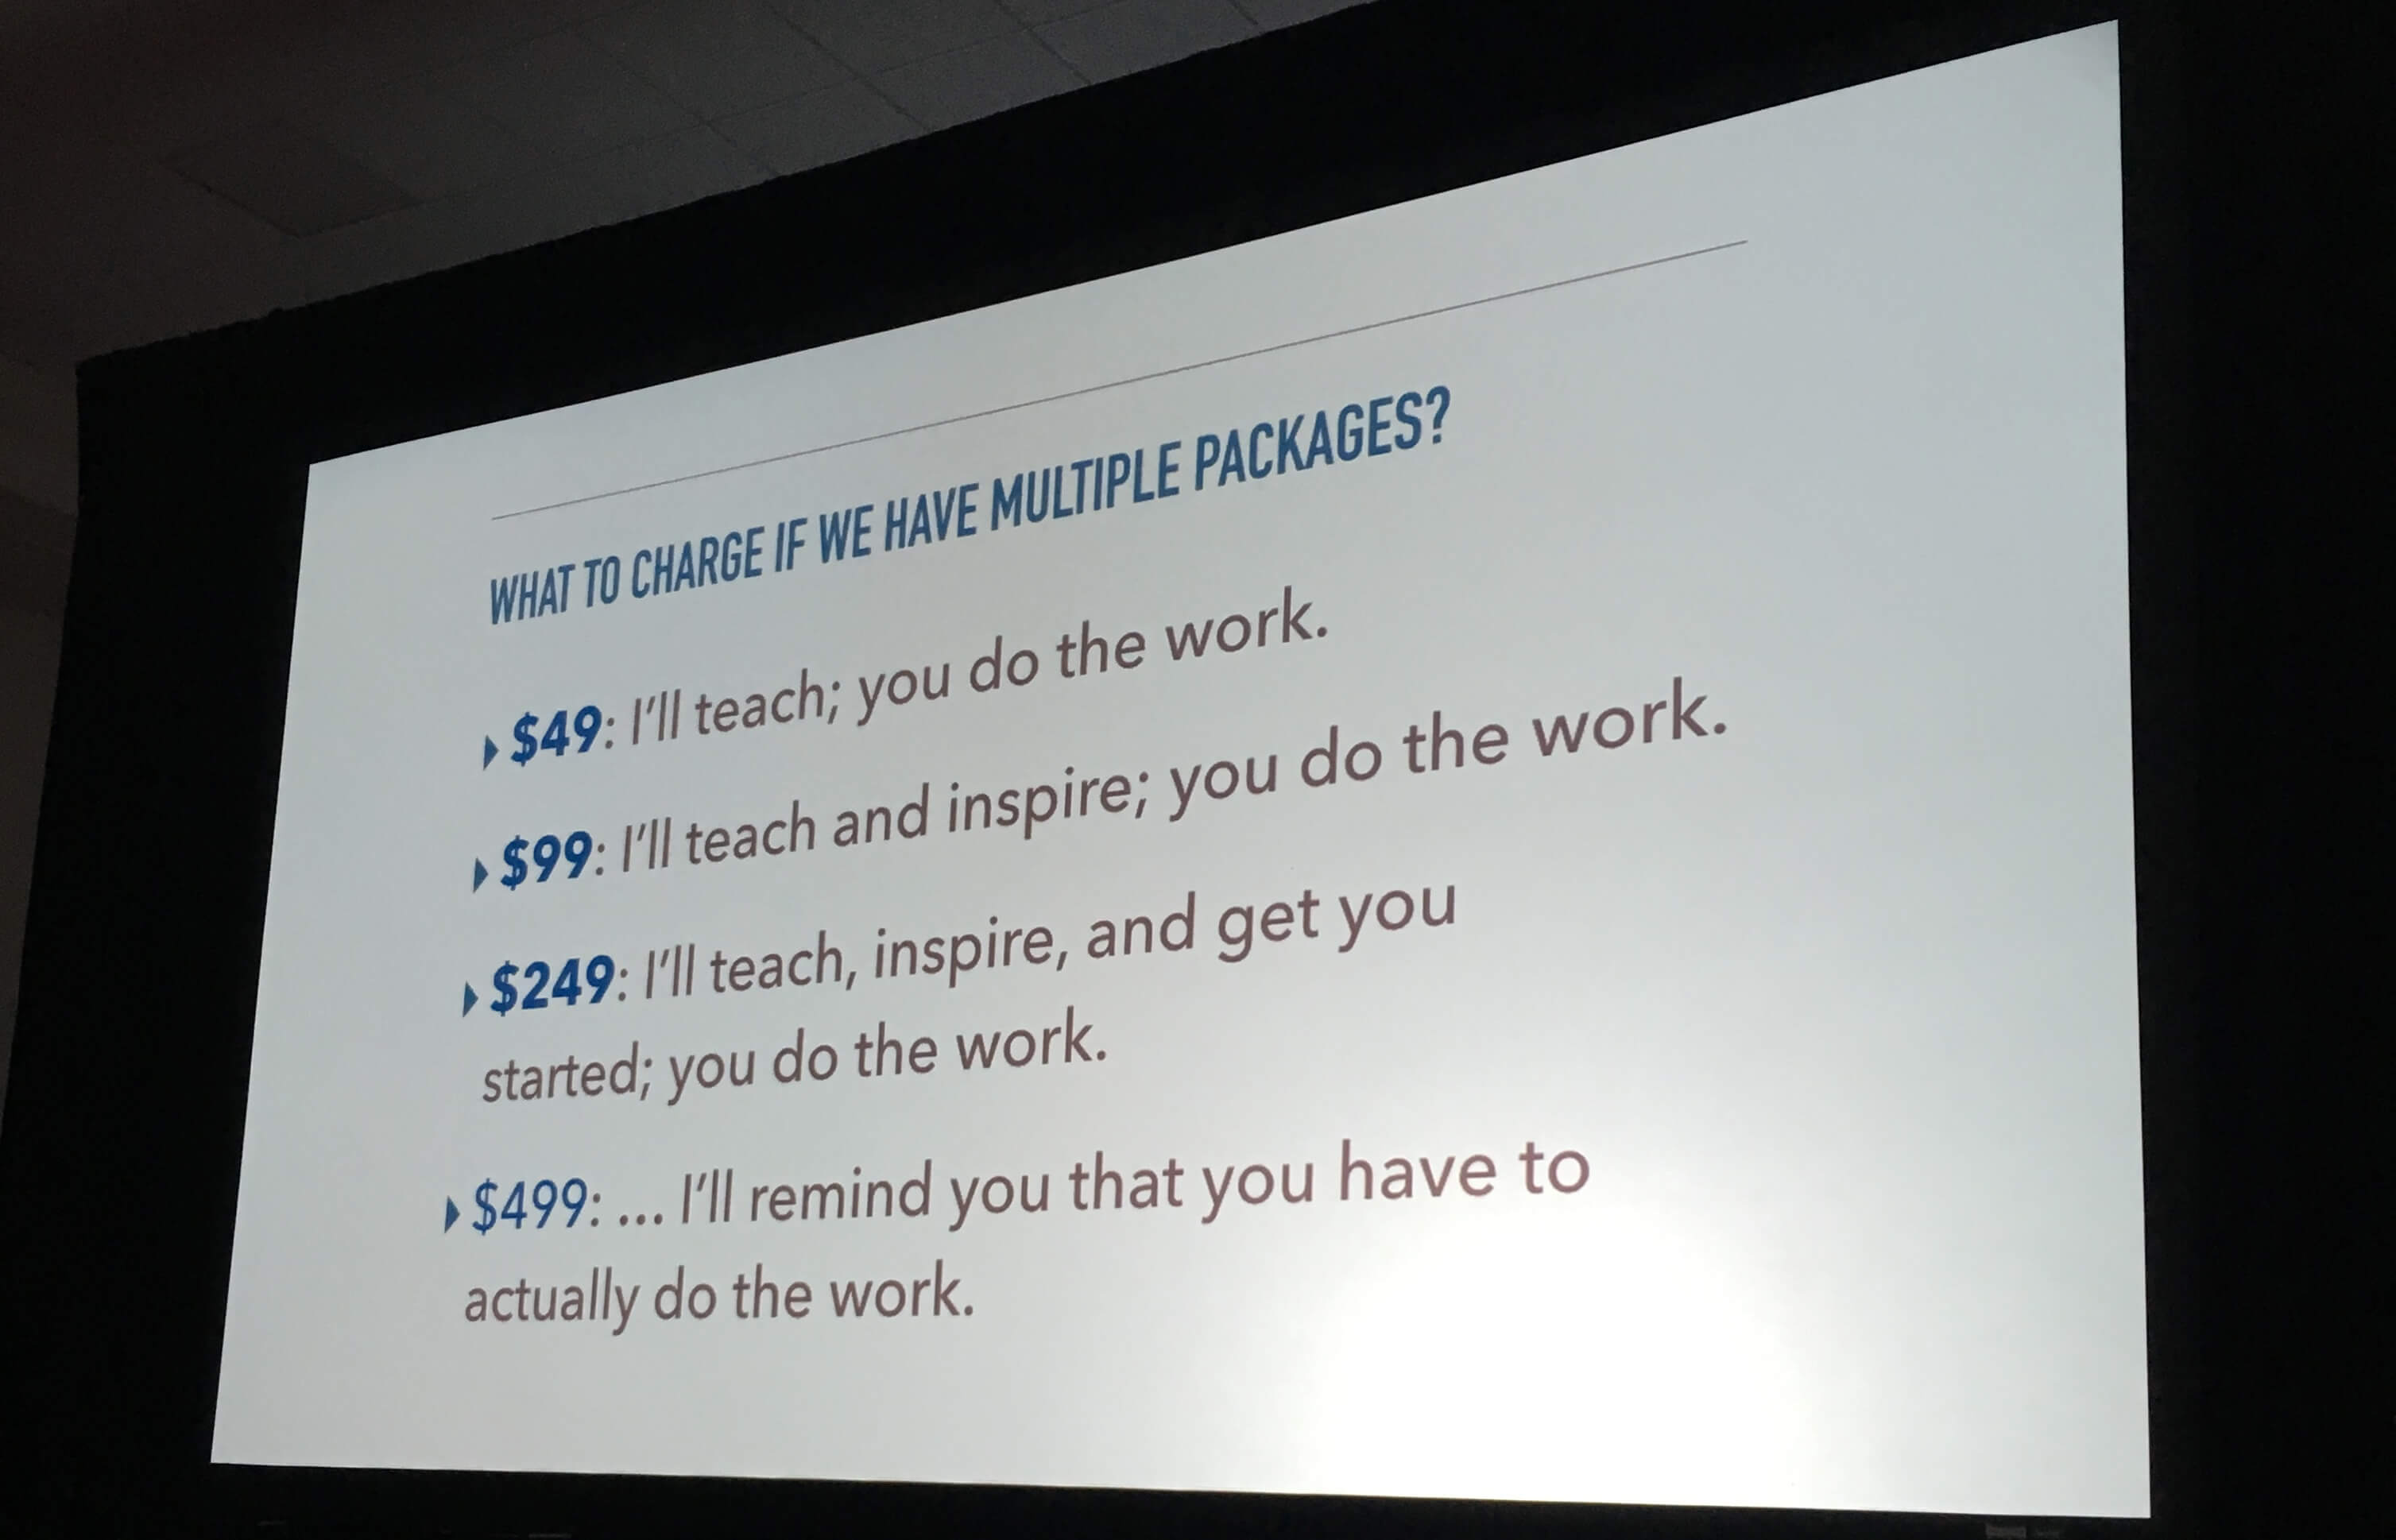 WHAT TO CHARGE IF WE HAVE MULTIPLE PACKAGES?
$49: I'll teach; you do the work.
$99: I'll teach and inspire; you do the work.
$249: I'll teach, inspire, and get you
started; you do the work.
$499: ... I'll remind you that you have to
actually do the work.